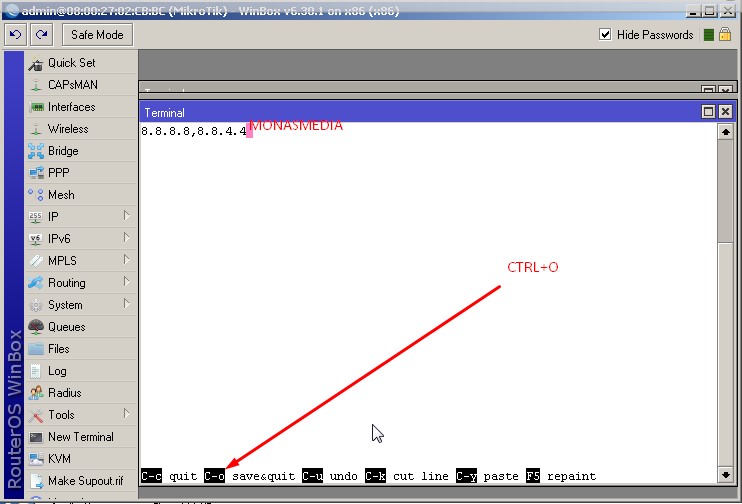 admin@08:00:27:02:CB:BC (MikroTik) - WinBox v6.30.1 on x86 (x86)
Safe Mode
Hide Passwords
Quick Set
CAPsMAN
Interfaces
Wireless
Bridge
PPP
Mesh
255 IP
v6 IPv6
MPLS
Routing
System
Queues
Files
Log
Radius
Tools
New Terminal
KVM
Make Supout.rif
RouterOS WinBox
Terminal
8.8.8.8,8.8.4.4 MONASMEDIA
CTRL+O
C-c quit C-o save&quit C-u undo C-k cut line C-y paste F5 repaint